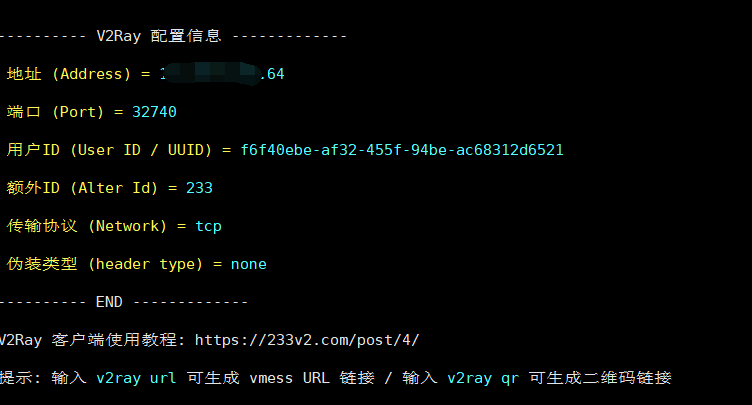 ---------- V2Ray 配置信息 -------------
地址 (Address) = .64
端口 (Port) = 32740
用户ID (User ID / UUID) = f6f40ebe-af32-455f-94be-ac68312d6521
额外ID (Alter Id) = 233
传输协议 (Network) = tcp
伪装类型 (header type) = none
---------- END -------------
V2Ray 客户端使用教程: https://233v2.com/post/4/
提示: 输入 v2ray url 可生成 vmess URL 链接 / 输入 v2ray qr 可生成二维码链接